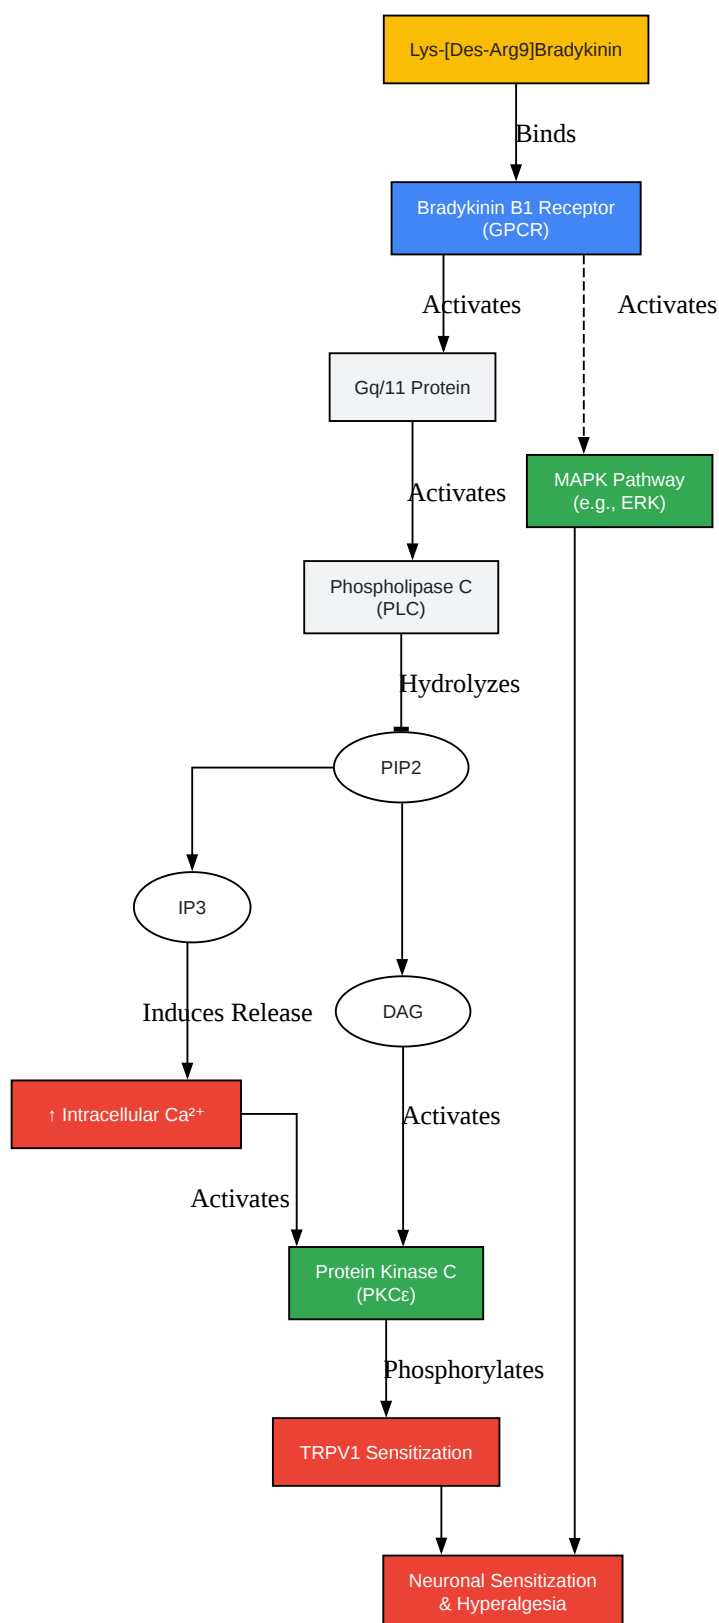 Lys-[Des-Arg9]Bradykinin
Binds
Bradykinin B1 Receptor
(GPCR)
Activates
Activates
Gq/11 Protein
MAPK Pathway
(e.g., ERK)
Activates
Phospholipase C
(PLC)
Hydrolyzes
PIP2
IP3
Induces Release
DAG
↑ Intracellular Ca²⁺
Activates
Activates
Protein Kinase C
(PKCε)
Phosphorylates
TRPV1 Sensitization
Neuronal Sensitization
& Hyperalgesia